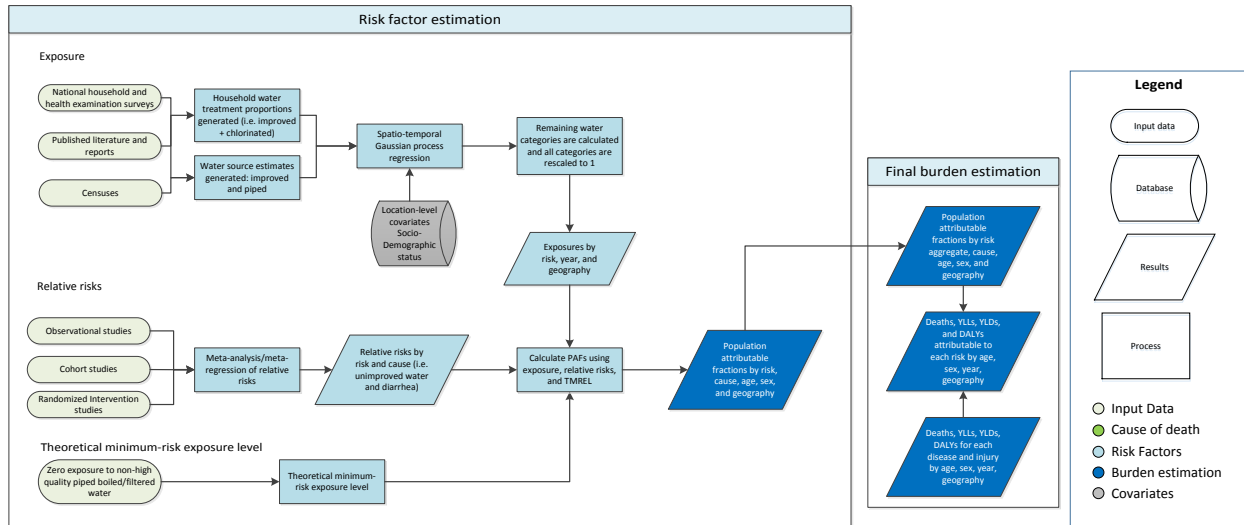 Risk factor estimation
Exposure
National household and
health examination surveys
Published literature and
reports
Censuses
Household water
treatment proportions
generated (i.e. improved
+ chlorinated)
Water source estimates
generated: improved
and piped
Spatio-temporal
Gaussian process
regression
Location-level
covariates
Socio-
Demographic
status
Remaining water
categories are calculated
and all categories are
rescaled to 1
Exposures by
risk, year, and
geography
Relative risks
Observational studies
Cohort studies
Randomized Intervention
studies
Meta-analysis/meta-
regression of relative
risks
Relative risks by
risk and cause (i.e.
unimproved water
and diarrhea)
Calculate PAFs using
exposure, relative risks,
and TMREL
Population
attributable
fractions by risk,
cause, age, sex,
and geography
Theoretical minimum-risk exposure level
Zero exposure to non-high
quality piped boiled/filtered
water
Theoretical minimum-
risk exposure level
Final burden estimation
Population
attributable
fractions by risk
aggregate, cause,
age, sex, and
geography
Deaths, YLLs, YLDs,
and DALYs
attributable to
each risk by age,
sex, year,
geography
Deaths, YLLs, YLDs,
DALYs for each
disease and injury
by age, sex, year,
geography
Legend
Input data
Database
Results
Process
Input Data
Cause of death
Risk Factors
Burden estimation
Covariates